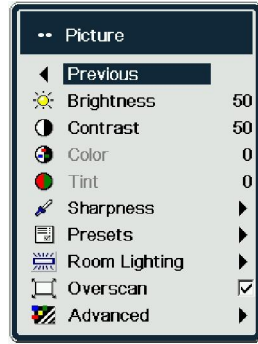 •• Picture
Previous
Brightness 50
Contrast 50
Color 0
Tint 0
Sharpness
Presets
Room Lighting
Overscan
Advanced